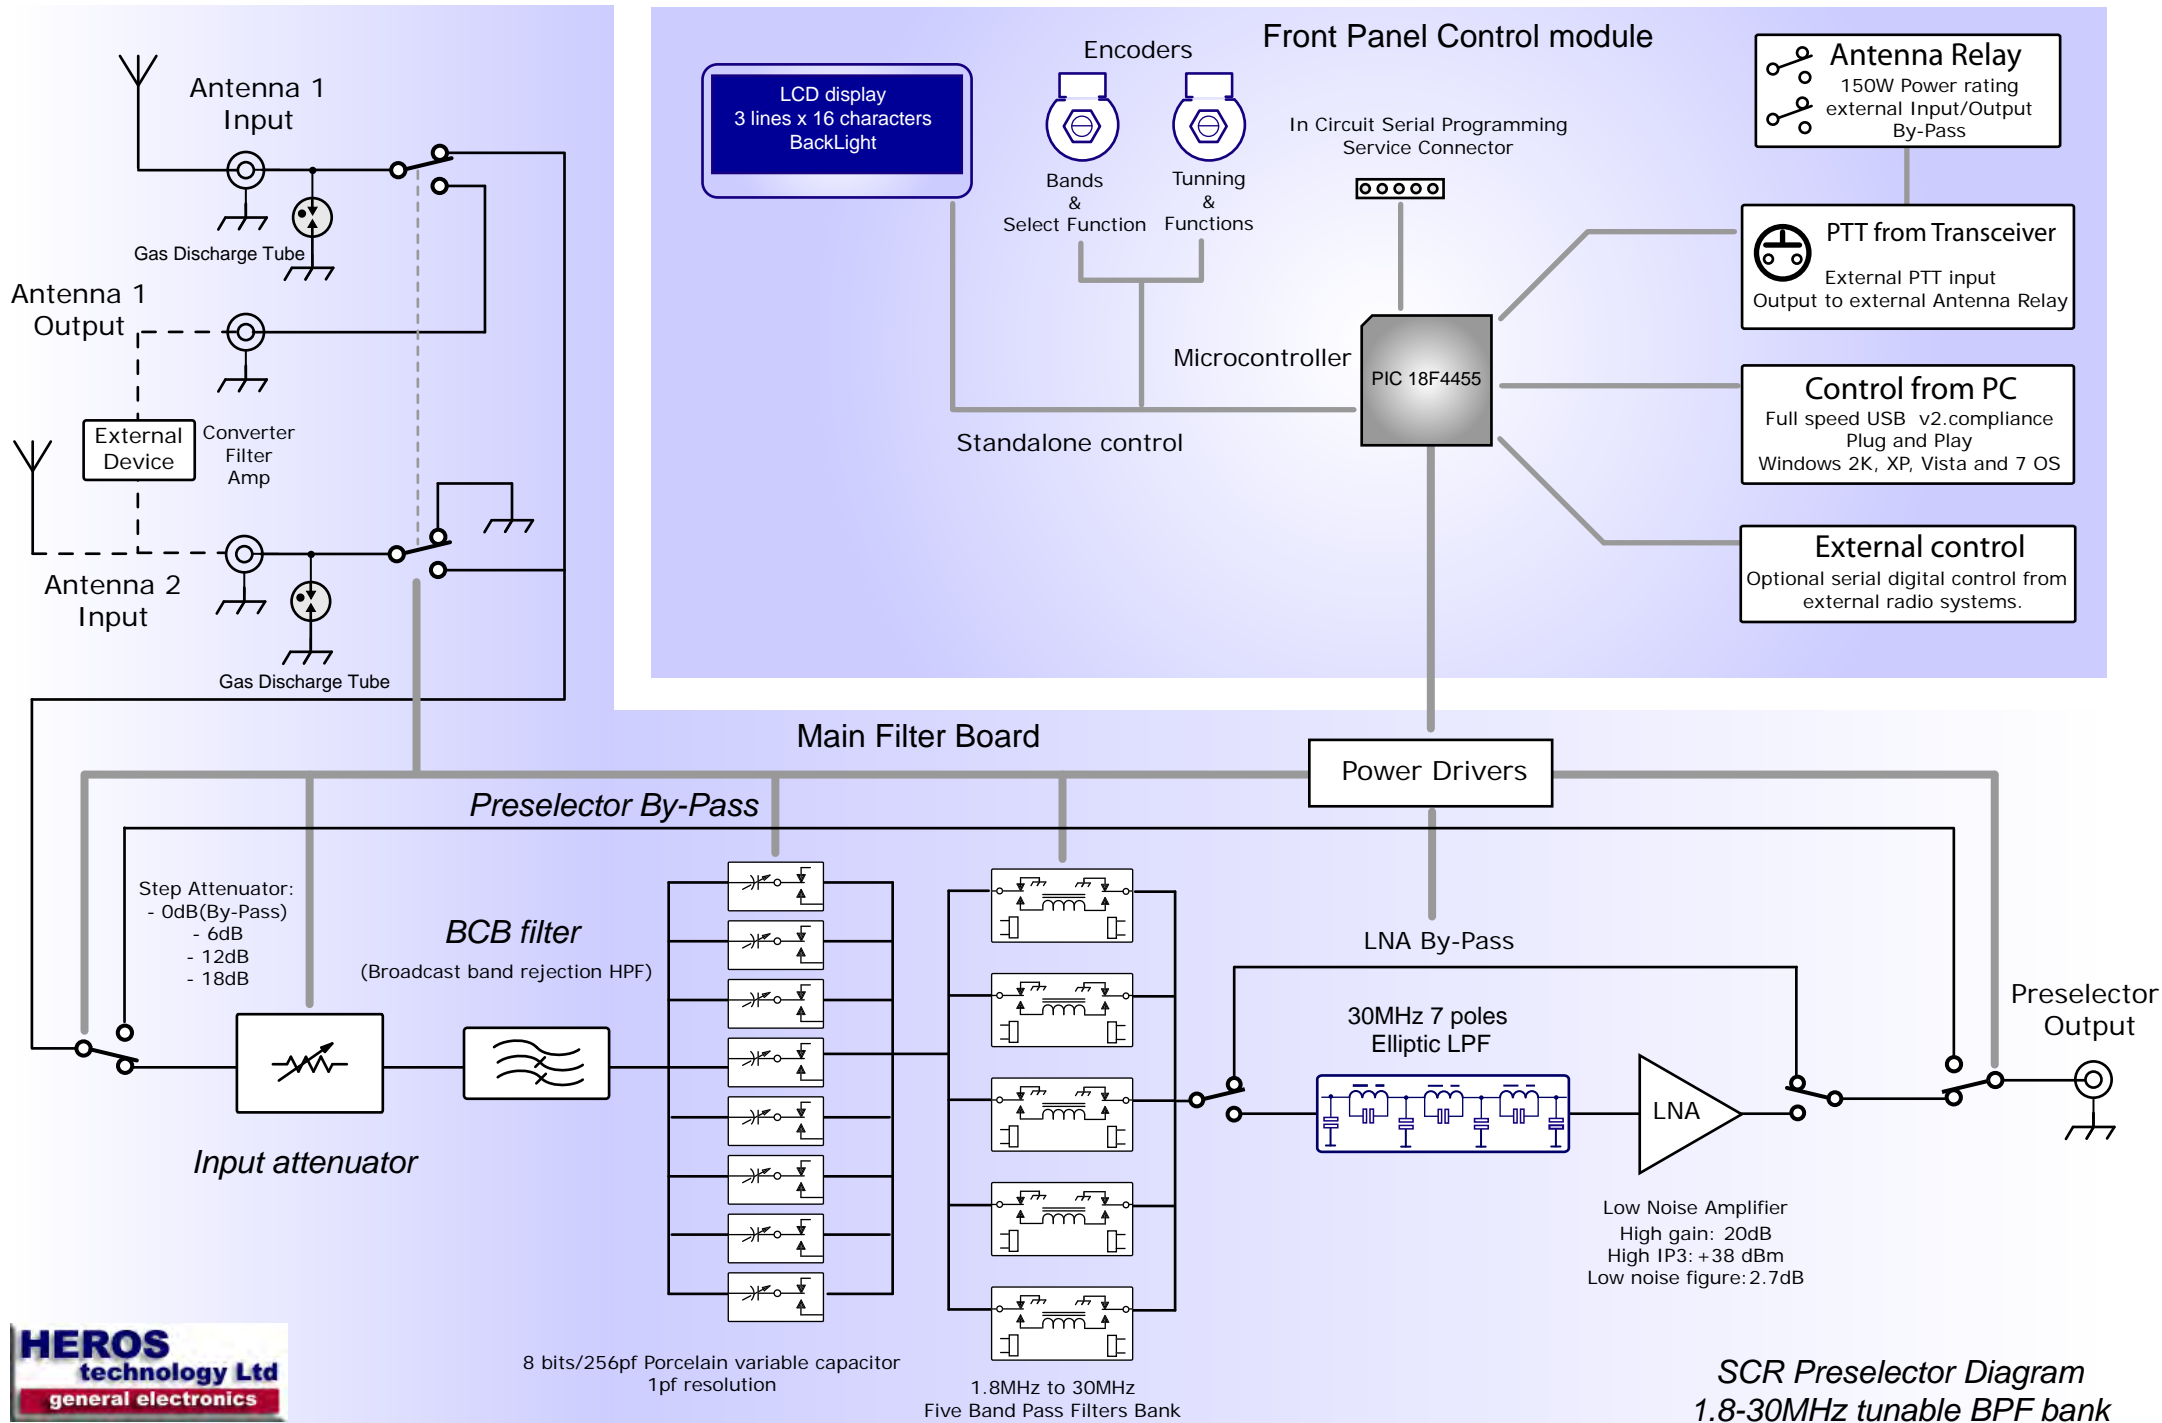 Front Panel Control module
Antenna 1
Input
Gas Discharge Tube
Antenna 1
Output
External
Device
Converter
Filter
Amp
Antenna 2
Input
Gas Discharge Tube
LCD display
3 lines x 16 characters
BackLight
Encoders
Bands
&
Select Function
Tunning
&
Functions
In Circuit Serial Programming
Service Connector
Microcontroller
PIC 18F4455
Standalone control
Antenna Relay
150W Power rating
external Input/Output
By-Pass
PTT from Transceiver
External PTT input
Output to external Antenna Relay
Control from PC
Full speed USB v2.compliance
Plug and Play
Windows 2K, XP, Vista and 7 OS
External control
Optional serial digital control from
external radio systems.
Main Filter Board
Power Drivers
Preselector By-Pass
Step Attenuator:
- 0dB(By-Pass)
- 6dB
- 12dB
- 18dB
Input attenuator
BCB filter
(Broadcast band rejection HPF)
8 bits/256pf Porcelain variable capacitor
1pf resolution
1.8MHz to 30MHz
Five Band Pass Filters Bank
LNA By-Pass
30MHz 7 poles
Elliptic LPF
LNA
Low Noise Amplifier
High gain: 20dB
High IP3: +38 dBm
Low noise figure: 2.7dB
Preselector
Output
HEROS
technology Ltd
general electronics
SCR Preselector Diagram
1.8-30MHz tunable BPF bank